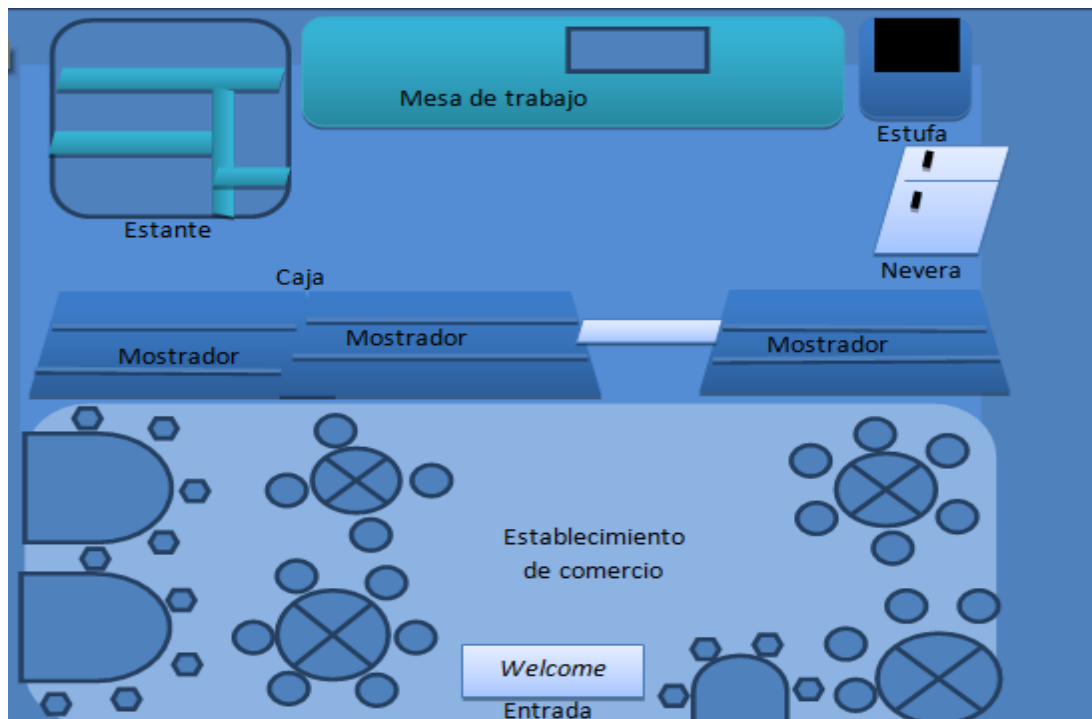 Mesa de trabajo
Estufa
Estante
Nevera
Caja
Mostrador
Mostrador
Mostrador
Establecimiento
de comercio
Welcome
Entrada